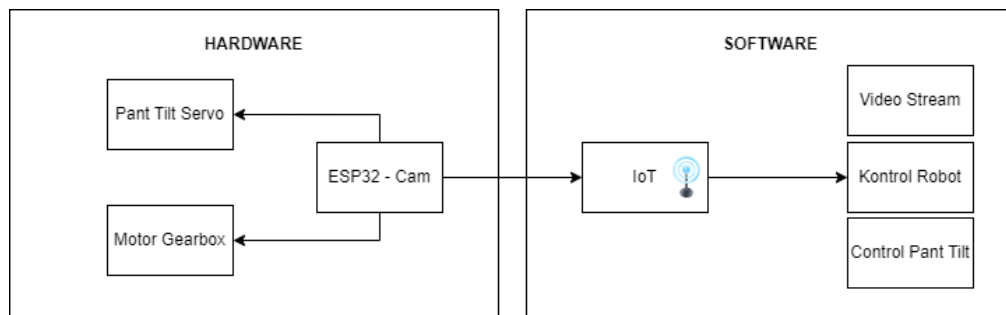 HARDWARE
Pant Tilt Servo
ESP32 - Cam
Motor Gearbox
SOFTWARE
IoT
Video Stream
Kontrol Robot
Control Pant Tilt